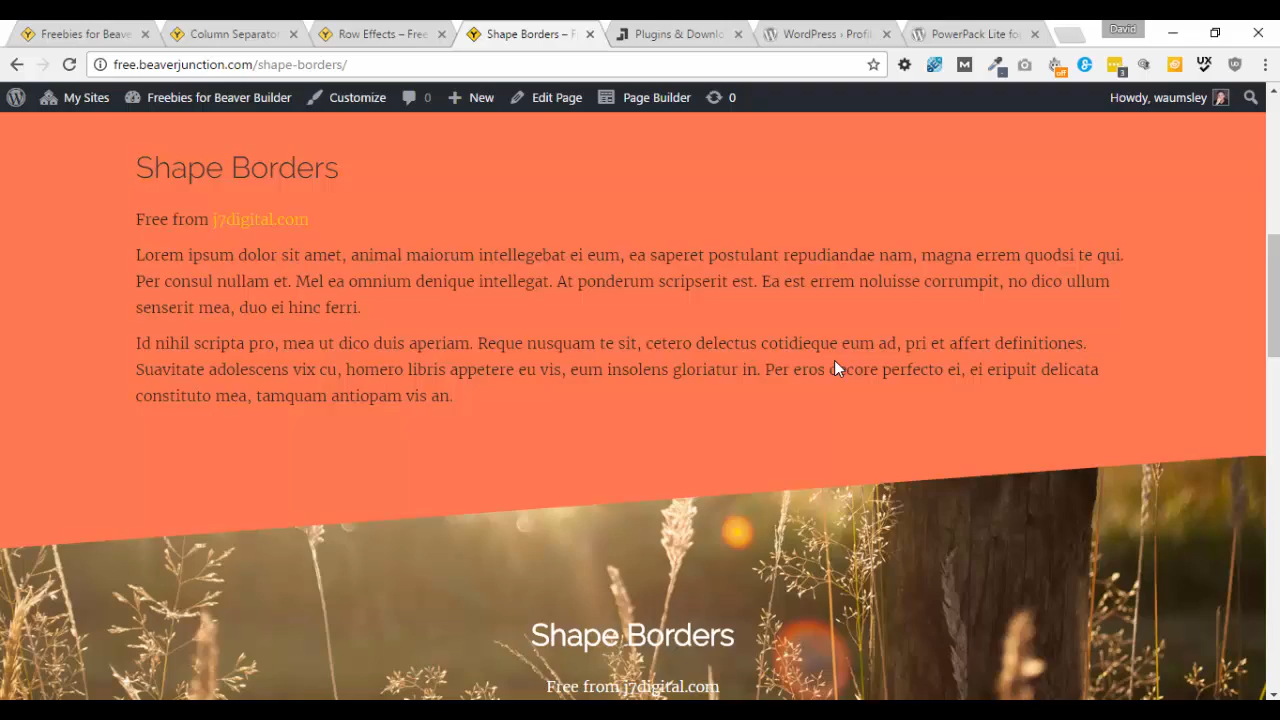 Freebies for Beave
Column Separator
Row Effects – Free
Shape Borders – F
Plugins & Downlo
WordPress › Profil
PowerPack Lite fo
David
free.beaverjunction.com/shape-borders/
My Sites
Freebies for Beaver Builder
Customize
0
New
Edit Page
Page Builder
0
Howdy, waumsley
Shape Borders
Free from j7digital.com
Lorem ipsum dolor sit amet, animal maiorum intellegebat ei eum, ea saperet postulant repudiandae nam, magna errem quodsi te qui.
Per consul nullam et. Mel ea omnium denique intellegat. At ponderum scripserit est. Ea est errem noluisse corrumpit, no dico ullum
senserit mea, duo ei hinc ferri.
Id nihil scripta pro, mea ut dico duis aperiam. Reque nusquam te sit, cetero delectus cotidieque eum ad, pri et affert definitiones.
Suavitate adolescens vix cu, homero libris appetere eu vis, eum insolens gloriatur in. Per eros decore perfecto ei, ei eripuit delicata
constituto mea, tamquam antiopam vis an.
Shape Borders
Free from j7digital.com